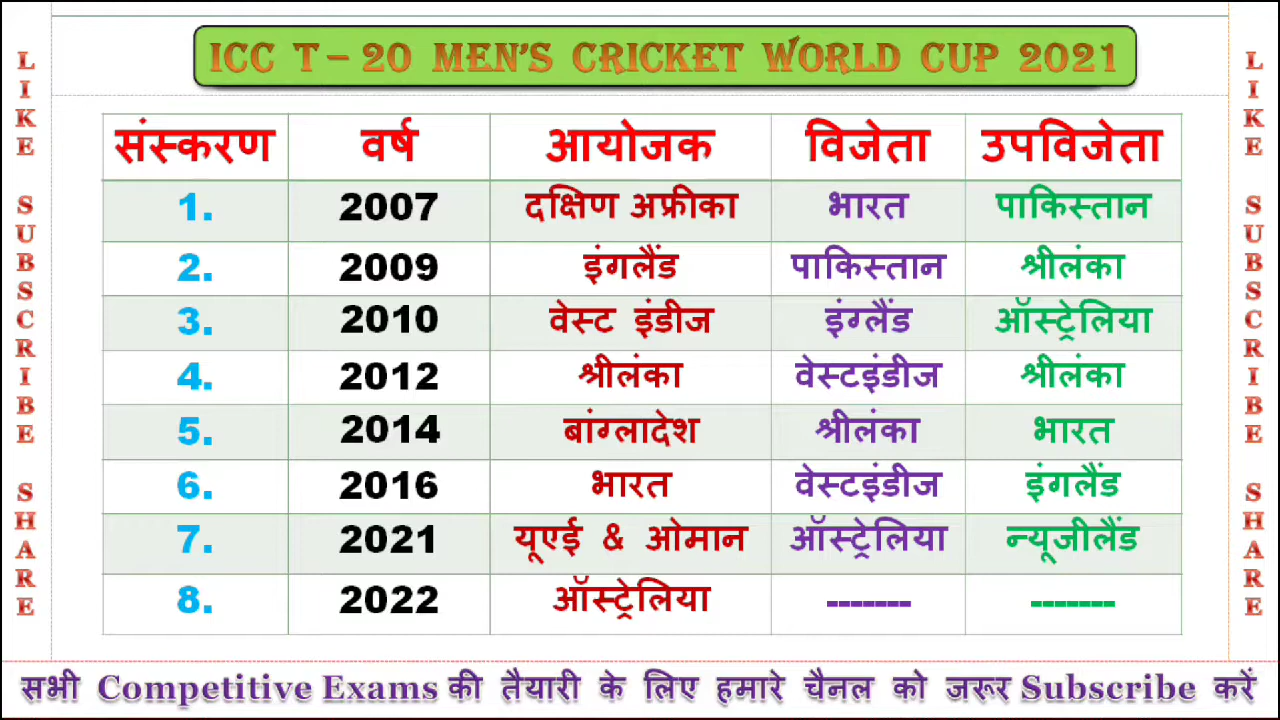 ICC T – 20 MEN'S CRICKET WORLD CUP 2021
संस्करण वर्ष आयोजक विजेता उपविजेता
1. 2007 दक्षिण अफ्रीका भारत पाकिस्तान
2. 2009 इंगलैंड पाकिस्तान श्रीलंका
3. 2010 वेस्ट इंडीज इंग्लैंड ऑस्ट्रेलिया
4. 2012 श्रीलंका वेस्टइंडीज श्रीलंका
5. 2014 बांग्लादेश श्रीलंका भारत
6. 2016 भारत वेस्टइंडीज इंगलैंड
7. 2021 यूएई & ओमान ऑस्ट्रेलिया न्यूजीलैंड
8. 2022 ऑस्ट्रेलिया ------- -------
सभी Competitive Exams की तैयारी के लिए हमारे चैनल को जरूर Subscribe करें
LIKE SUBSCRIBE SHARE
LIKE SUBSCRIBE SHARE